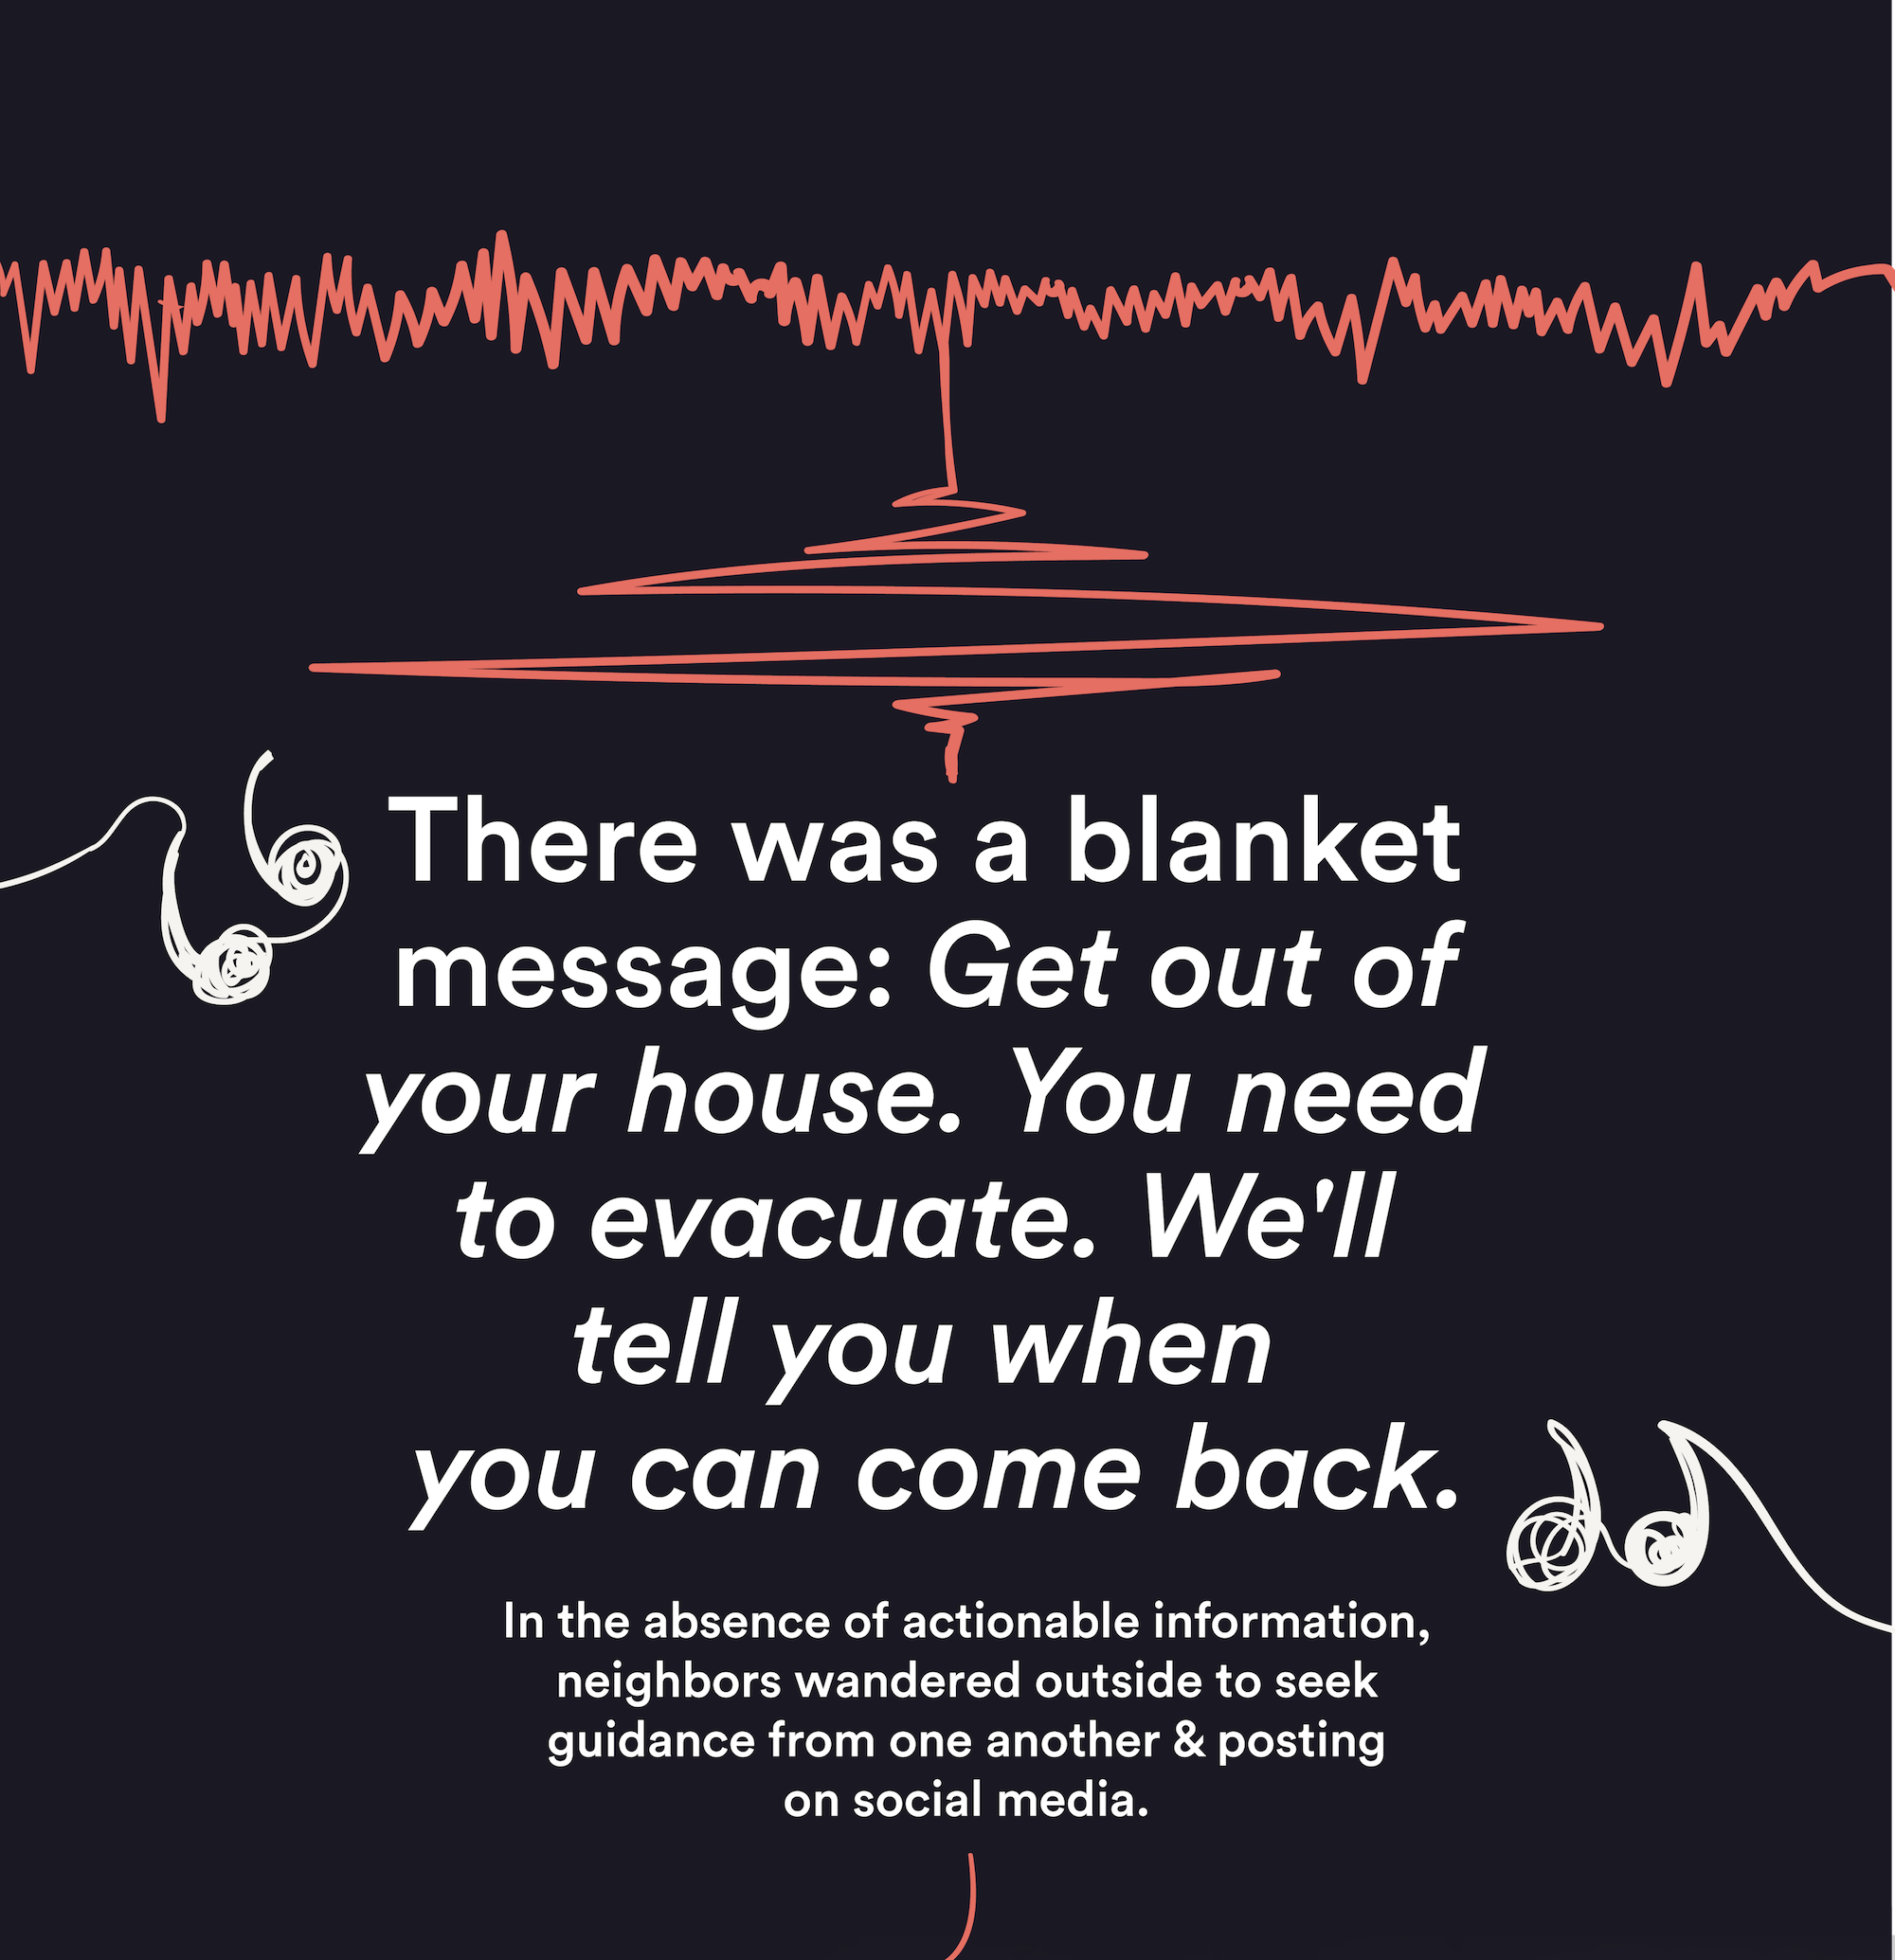 There was a blanket
message: Get out of
your house. You need
to evacuate. We'll
tell you when
you can come back.
In the absence of actionable information,
neighbors wandered outside to seek
guidance from one another & posting
on social media.